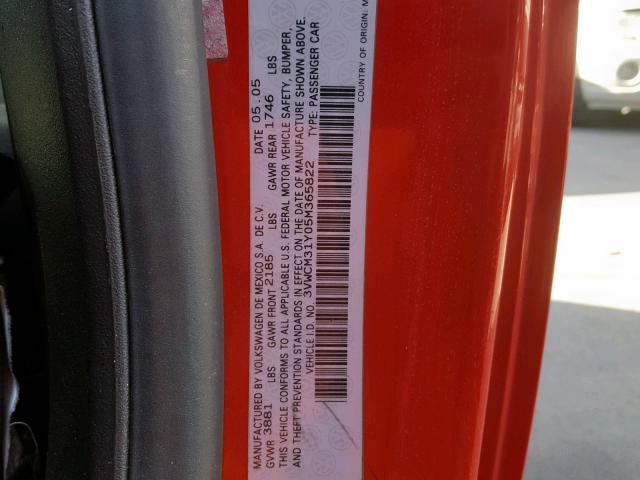 MANUFACTURED BY VOLKSWAGEN DE MEXICO S.A. DE C.V. DATE 05.05
GVWR 3881 LBS GAWR FRONT 2185 LBS GAWR REAR 1746 LBS
THIS VEHICLE CONFORMS TO ALL APPLICABLE U.S. FEDERAL MOTOR VEHICLE SAFETY, BUMPER,
AND THEFT PREVENTION STANDARDS IN EFFECT ON THE DATE OF MANUFACTURE SHOWN ABOVE.
VEHICLE I.D. NO. 3VWCM31Y05M365822 TYPE: PASSENGER CAR
COUNTRY OF ORIGIN: M